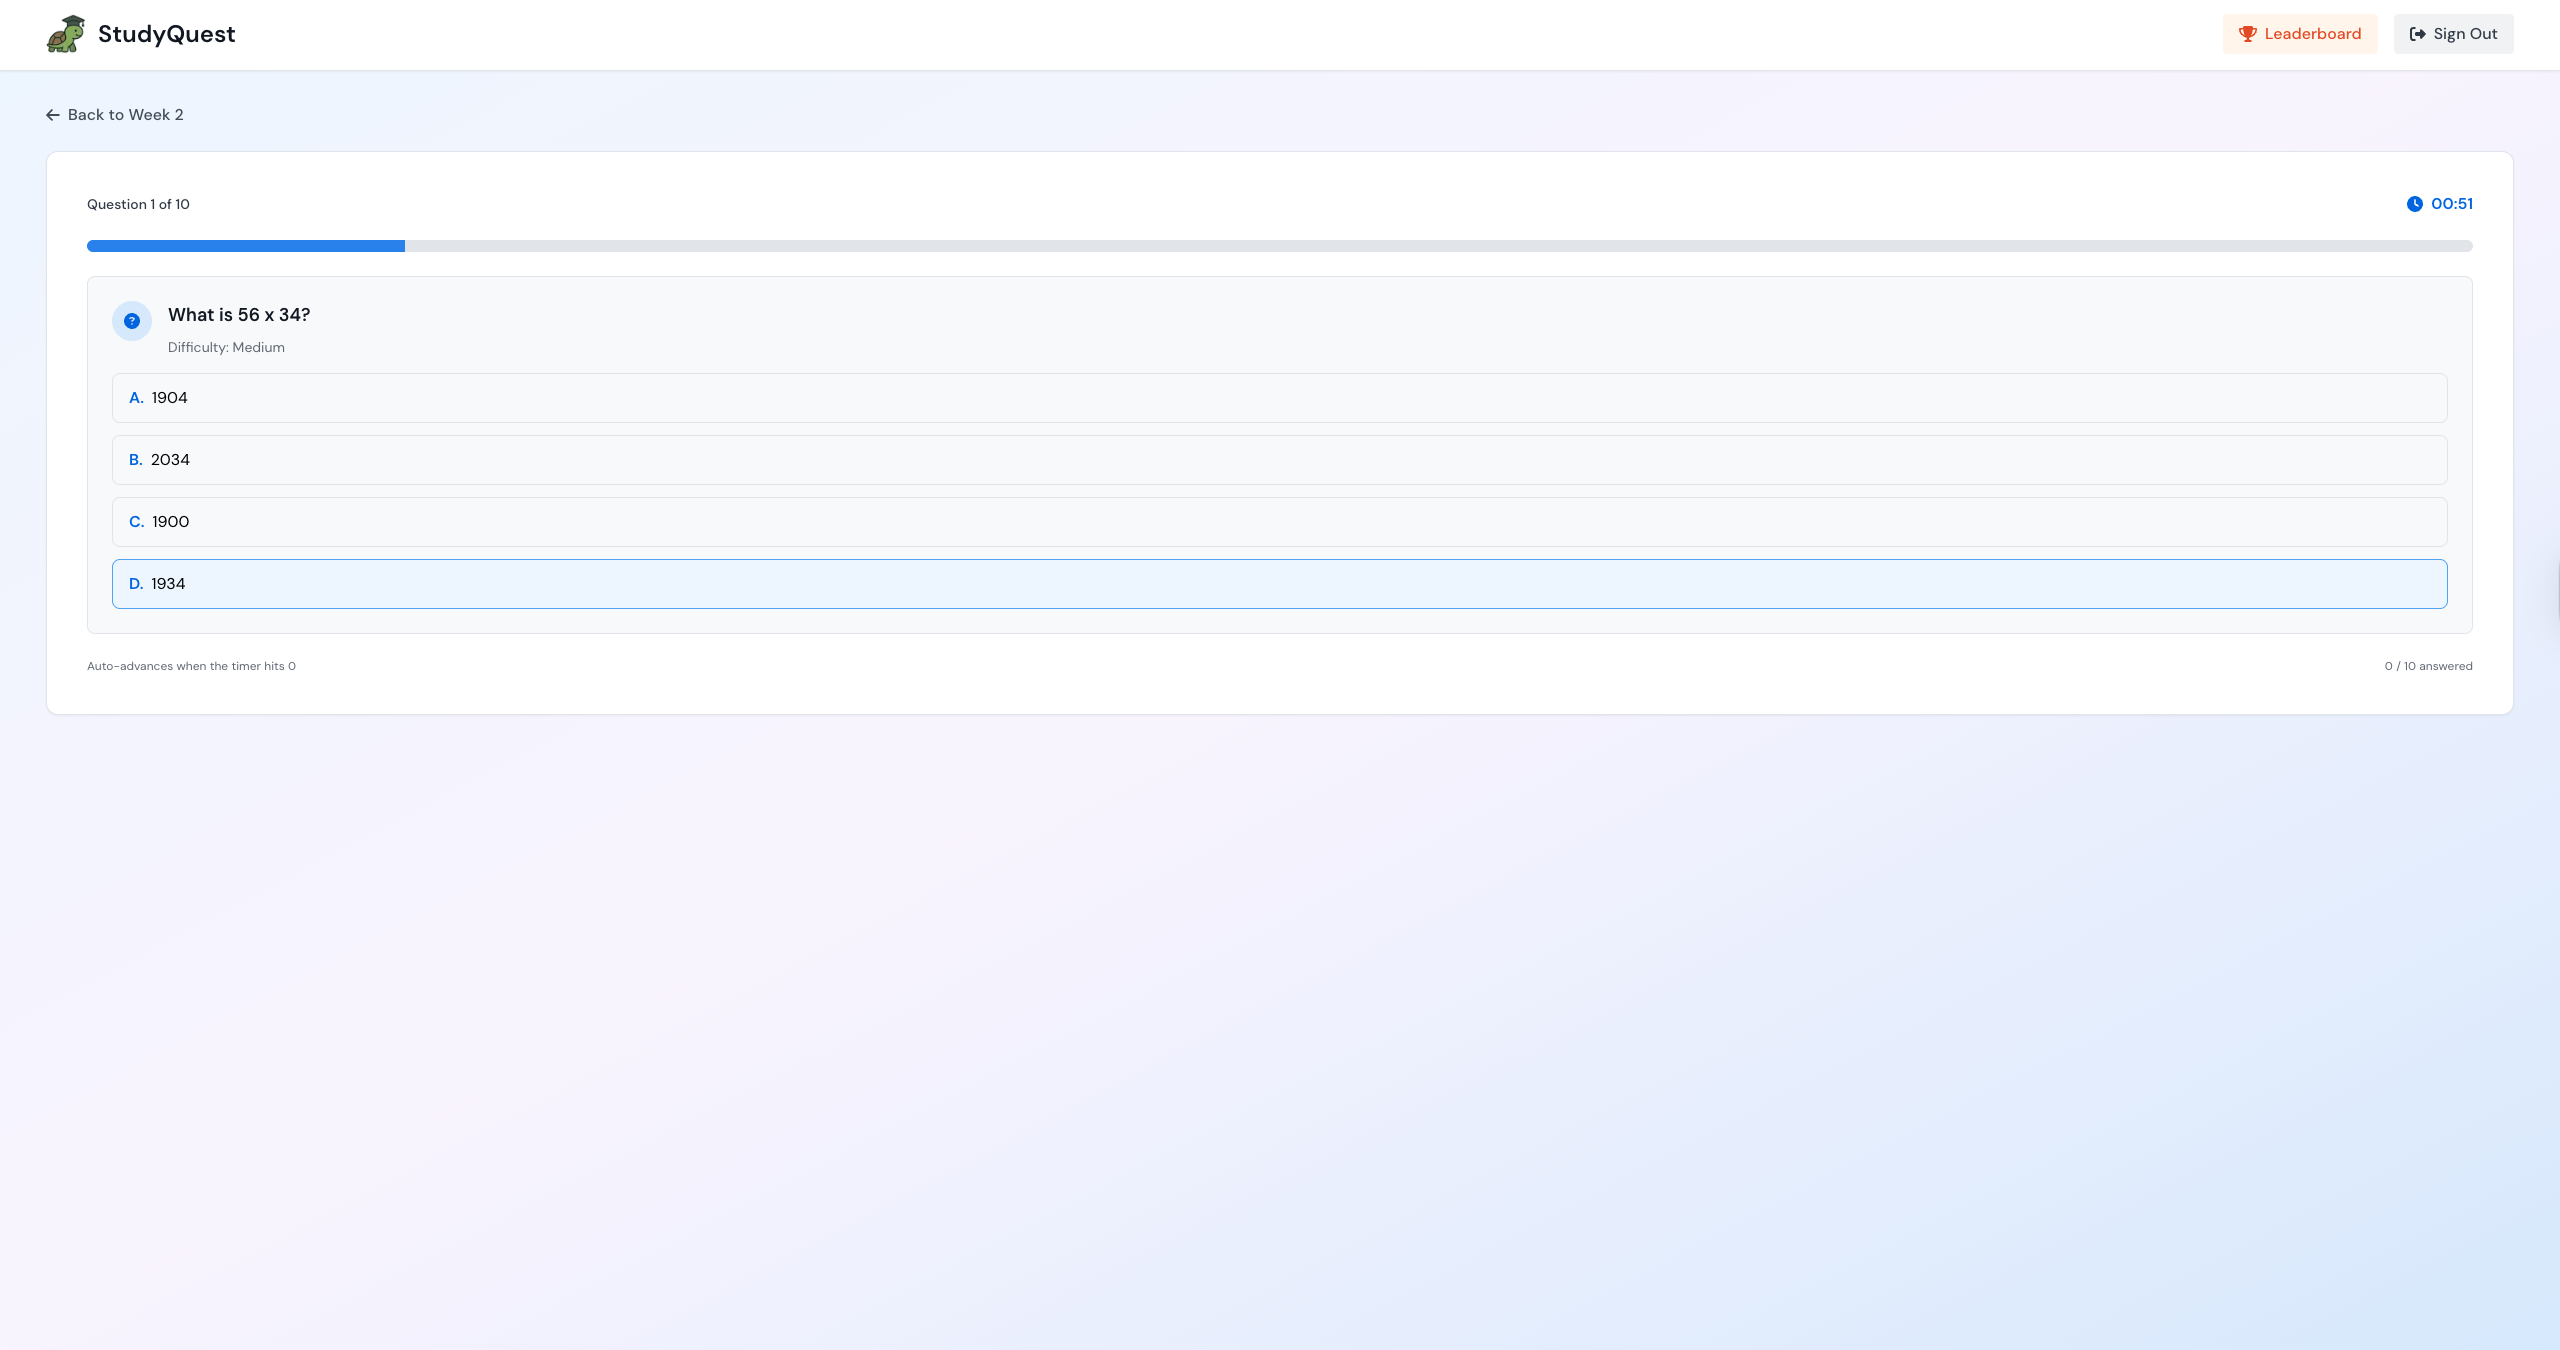 StudyQuest
Leaderboard
Sign Out
Back to Week 2
Question 1 of 10
00:51
?
What is 56 x 34?
Difficulty: Medium
A. 1904
B. 2034
C. 1900
D. 1934
Auto-advances when the timer hits 0
0 / 10 answered